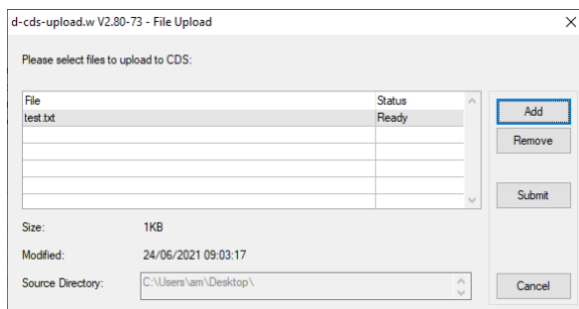 d-cds-upload.w V2.80-73 - File Upload
Please select files to upload to CDS:
File Status
test.txt Ready
Add
Remove
Submit
Size: 1KB
Modified: 24/06/2021 09:03:17
Source Directory: C:\Users\am\Desktop\
Cancel